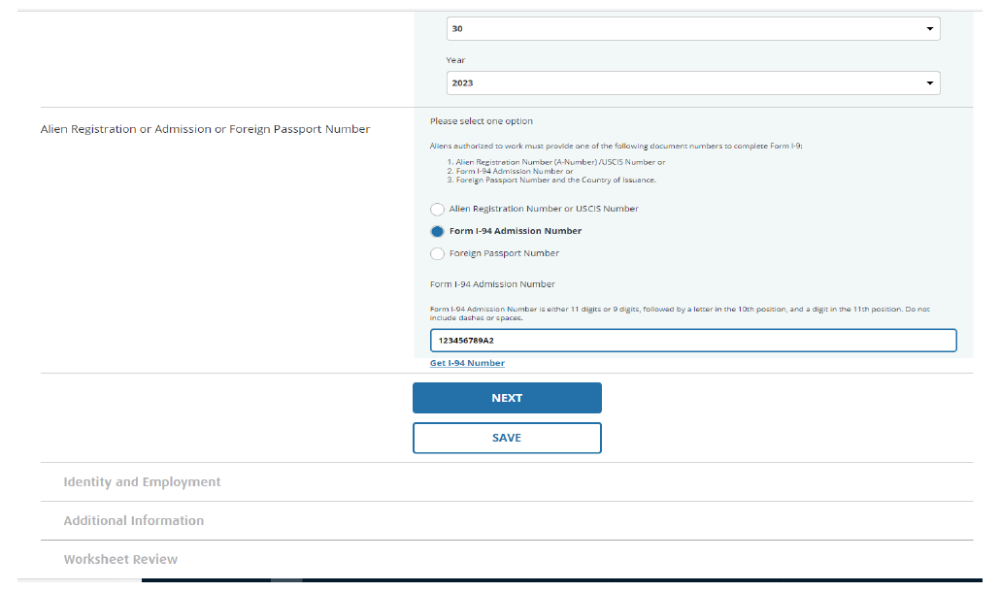 30
Year
2023
Alien Registration or Admission or Foreign Passport Number
Please select one option
Aliens authorized to work must provide one of the following document numbers to complete Form I-9:
1. Alien Registration Number (A-Number) /USCIS Number or
2. Form I-94 Admission Number or
3. Foreign Passport Number and the Country of Issuance.
Alien Registration Number or USCIS Number
Form I-94 Admission Number
Foreign Passport Number
Form I-94 Admission Number
Form I-94 Admission Number is either 11 digits or 9 digits, followed by a letter in the 10th position, and a digit in the 11th position. Do not
include dashes or spaces.
123456789A2
Get I-94 Number
NEXT
SAVE
Identity and Employment
Additional Information
Worksheet Review